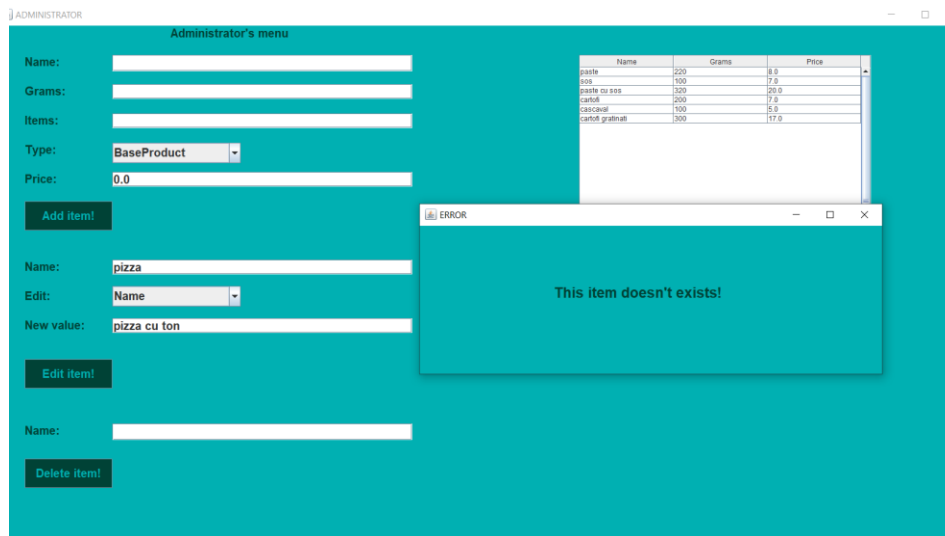 ADMINISTRATOR
Administrator's menu
Name:
Grams:
Items:
Type: BaseProduct
Price: 0.0
Add item!
Name: pizza
Edit: Name
New value: pizza cu ton
Edit item!
Name:
Delete item!
Name Grams Price
paste 220 8.0
sos 100 7.0
paste cu sos 320 20.0
cartofi 200 7.0
cascaval 100 5.0
cartofi gratinati 300 17.0
ERROR
This item doesn't exists!